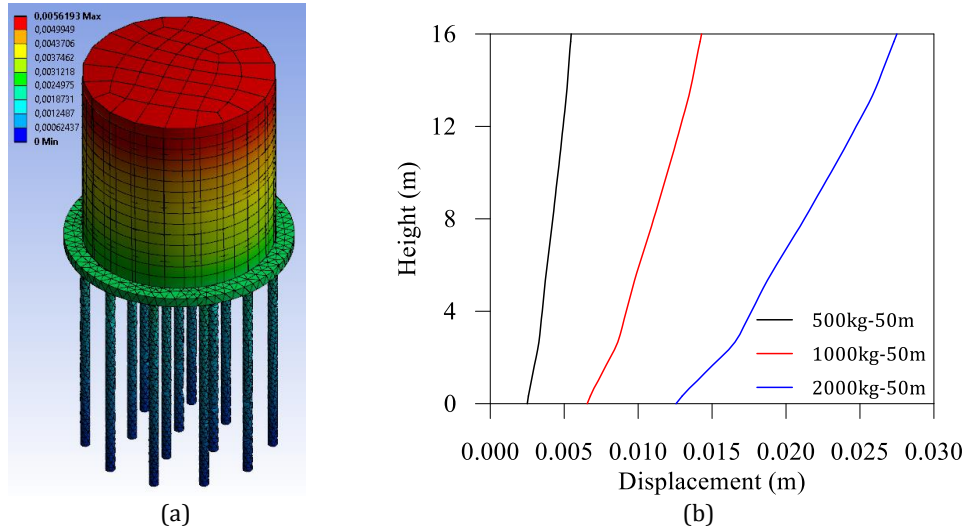 0,0056193 Max
0,0049949
0,0043706
0,0037462
0,0031218
0,0024975
0,0018731
0,0012487
0,00062437
0 Min
(a)
16
12
8
4
0
Height (m)
500kg-50m
1000kg-50m
2000kg-50m
0.000 0.005 0.010 0.015 0.020 0.025 0.030
Displacement (m)
(b)